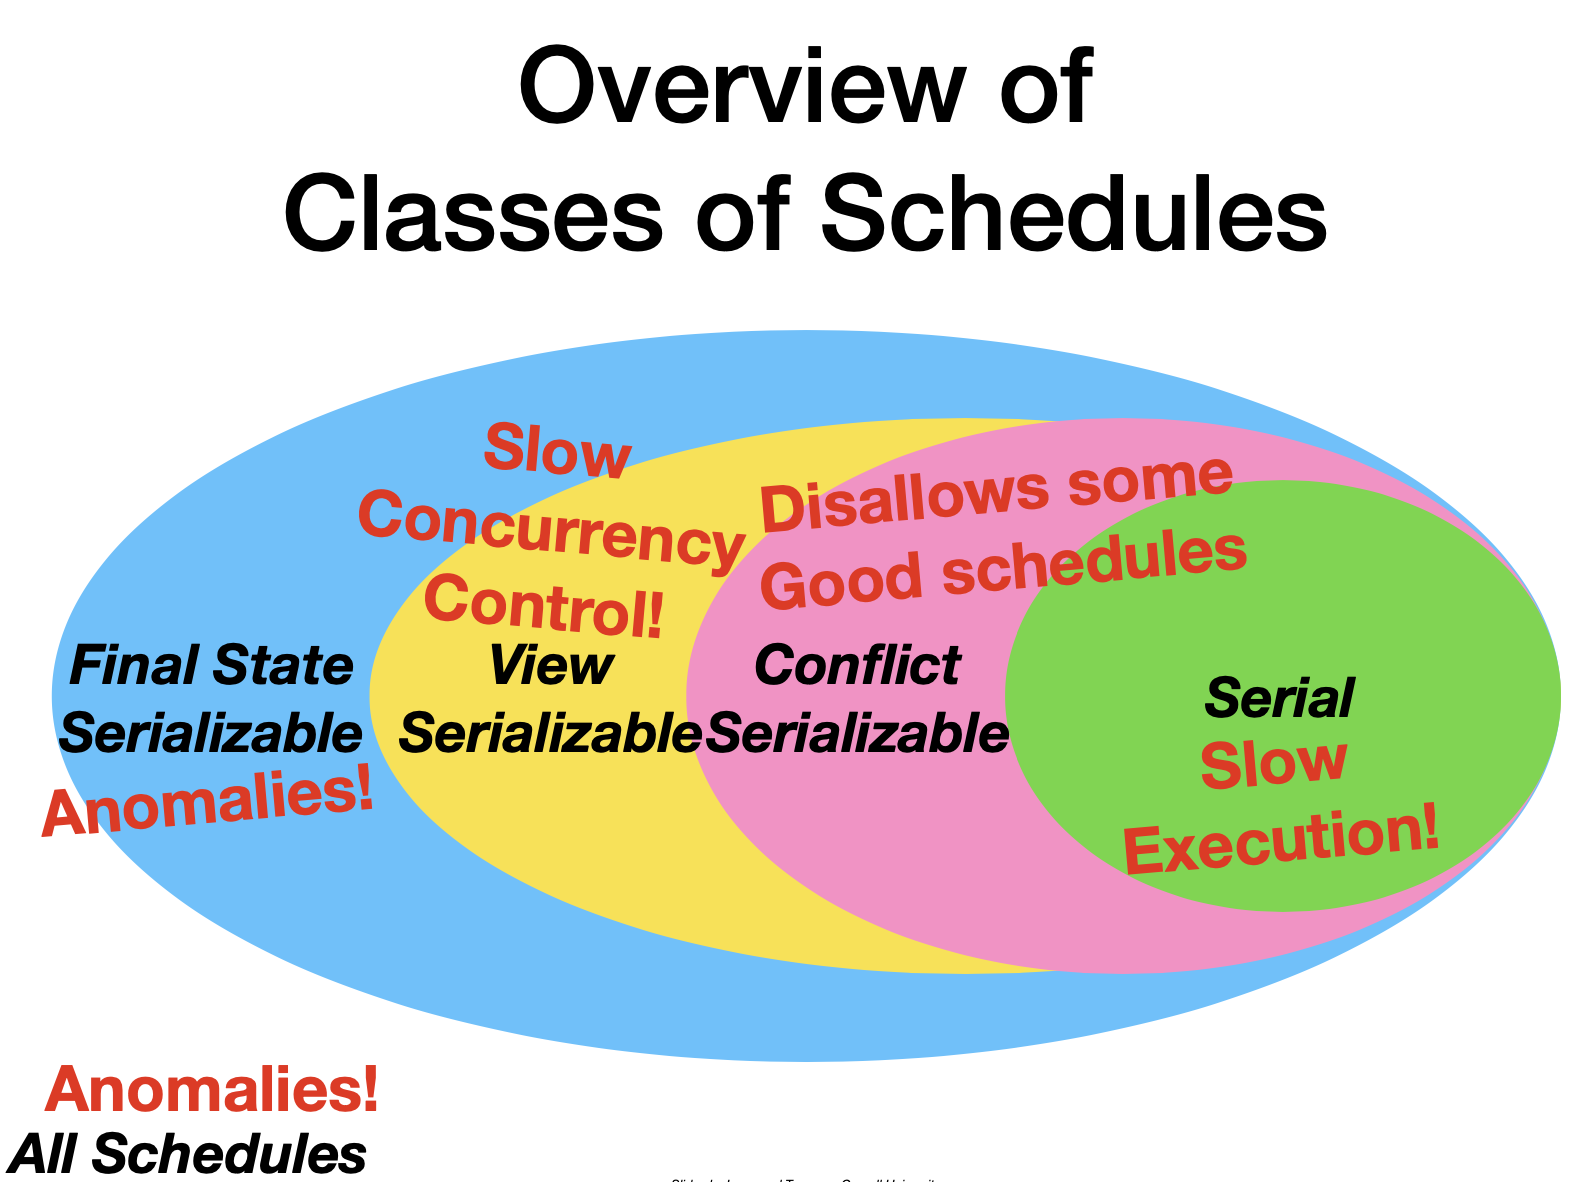 Overview of
Classes of Schedules
Slow
Concurrency
Control!
Disallows some
Good schedules
Final State
Serializable
Anomalies!
View
Serializable
Conflict
Serializable
Serial
Slow
Execution!
Anomalies!
All Schedules